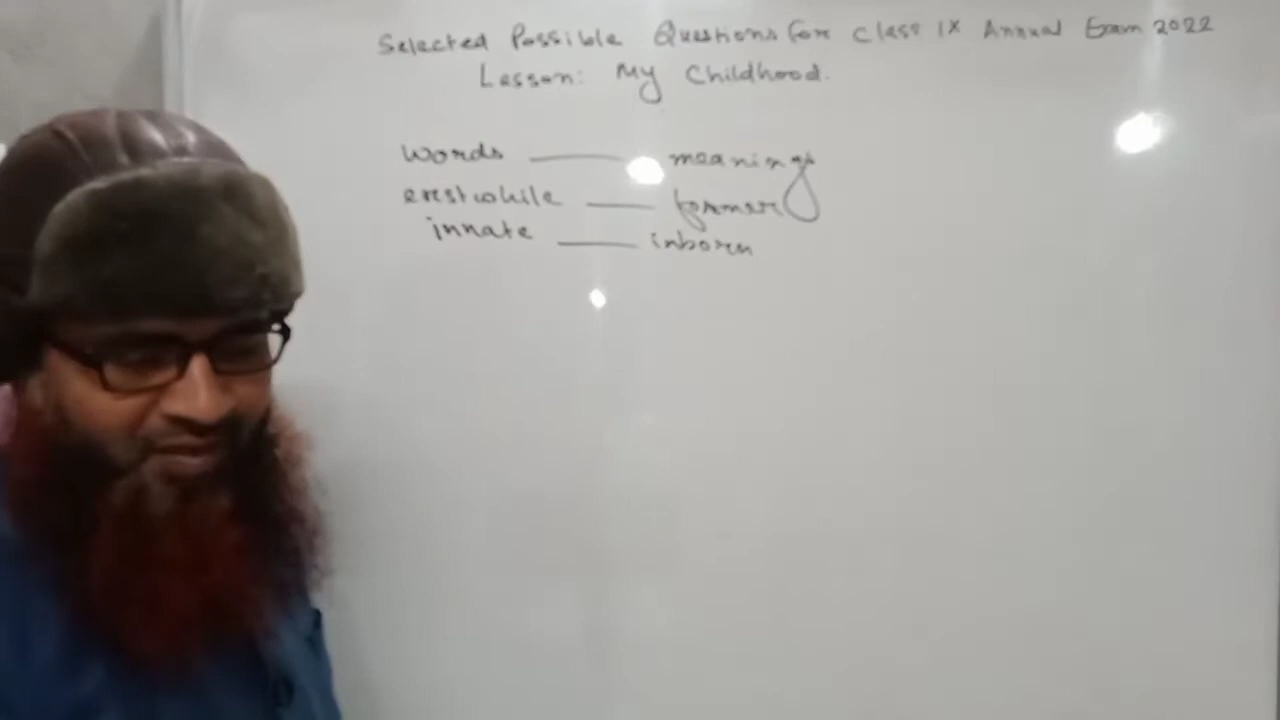 Selected Possible Questions for Class IX Annual Exam 2022
Lesson: My Childhood.
words — meanings
erstwhile — former
innate — inborn